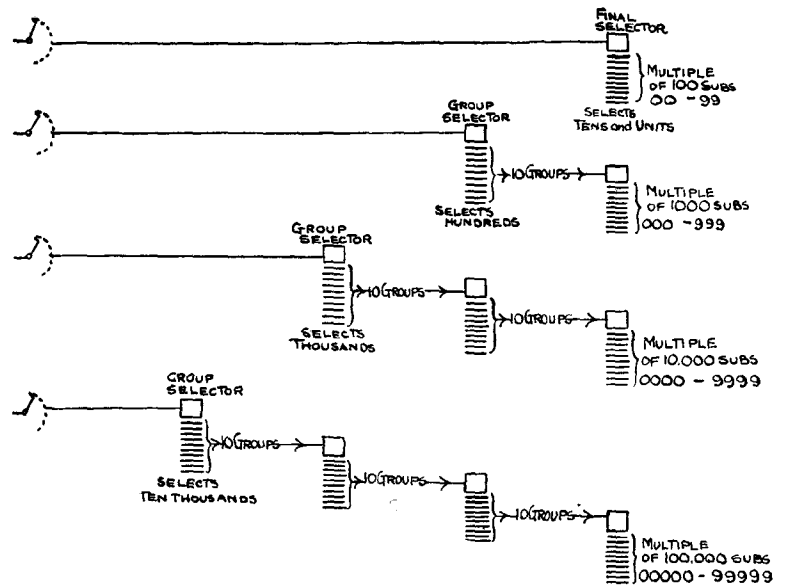 FINAL
SELECTOR
MULTIPLE
OF 100 SUBS
00 - 99
SELECTS
TENS and UNITS
GROUP
SELECTOR
10 GROUPS
SELECTS
HUNDREDS
MULTIPLE
OF 1000 SUBS
000 - 999
GROUP
SELECTOR
10 GROUPS
10 GROUPS
SELECTS
THOUSANDS
MULTIPLE
OF 10.000 SUBS
0000 - 9999
GROUP
SELECTOR
10 GROUPS
10 GROUPS
10 GROUPS
SELECTS
TEN THOUSANDS
MULTIPLE
OF 100.000 SUBS
00000 - 99999